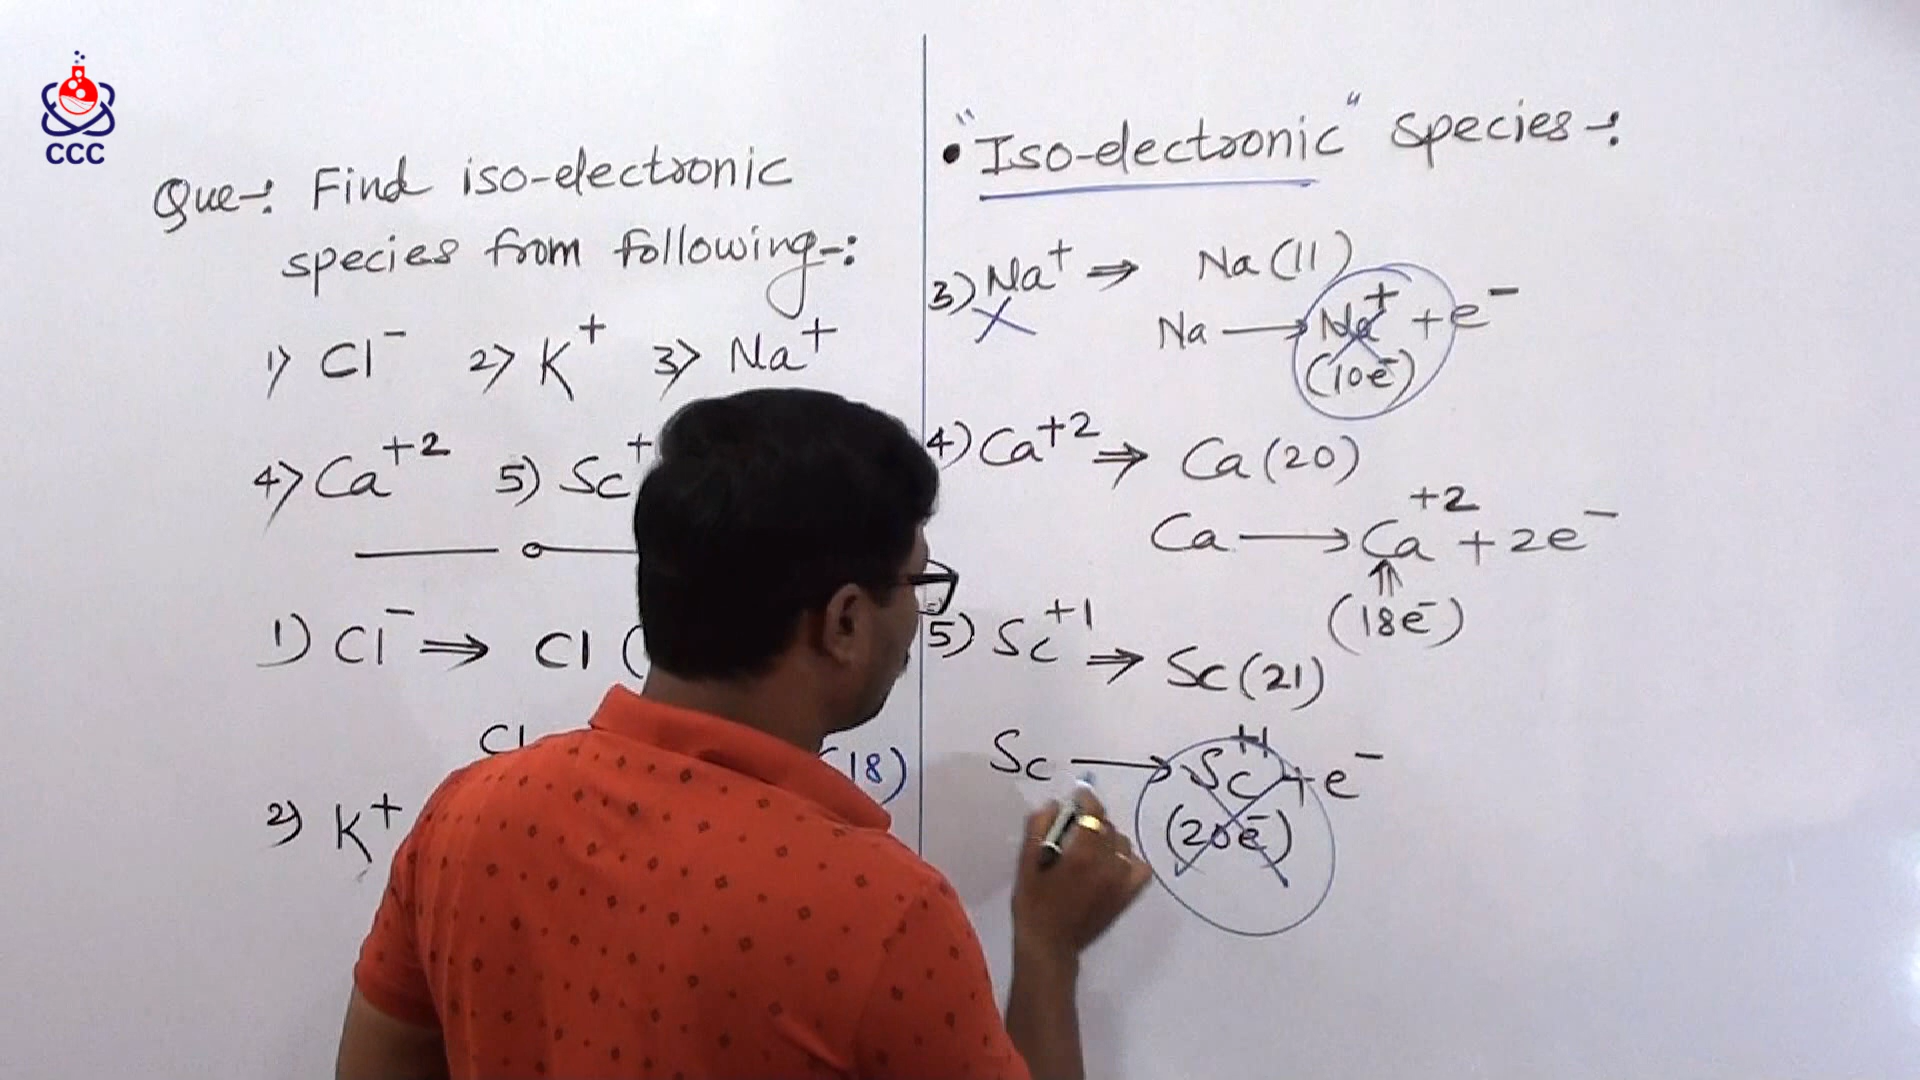 CCC
Que-: Find iso-electronic
species from following-:
1) Cl⁻ 2) K⁺ 3) Na⁺
4) Ca⁺² 5) Sc⁺
1) Cl⁻ ⇒ Cl (
Cl (18)
2) K⁺
• "Iso-electronic" species-:
3) Na⁺ ⇒ Na (11)
Na → Na⁺ + e⁻
(10e⁻)
4) Ca⁺² ⇒ Ca (20)
Ca → Ca⁺² + 2e⁻
(18e⁻)
5) Sc⁺¹ ⇒ Sc (21)
Sc → Sc⁺¹ + e⁻
(20e⁻)